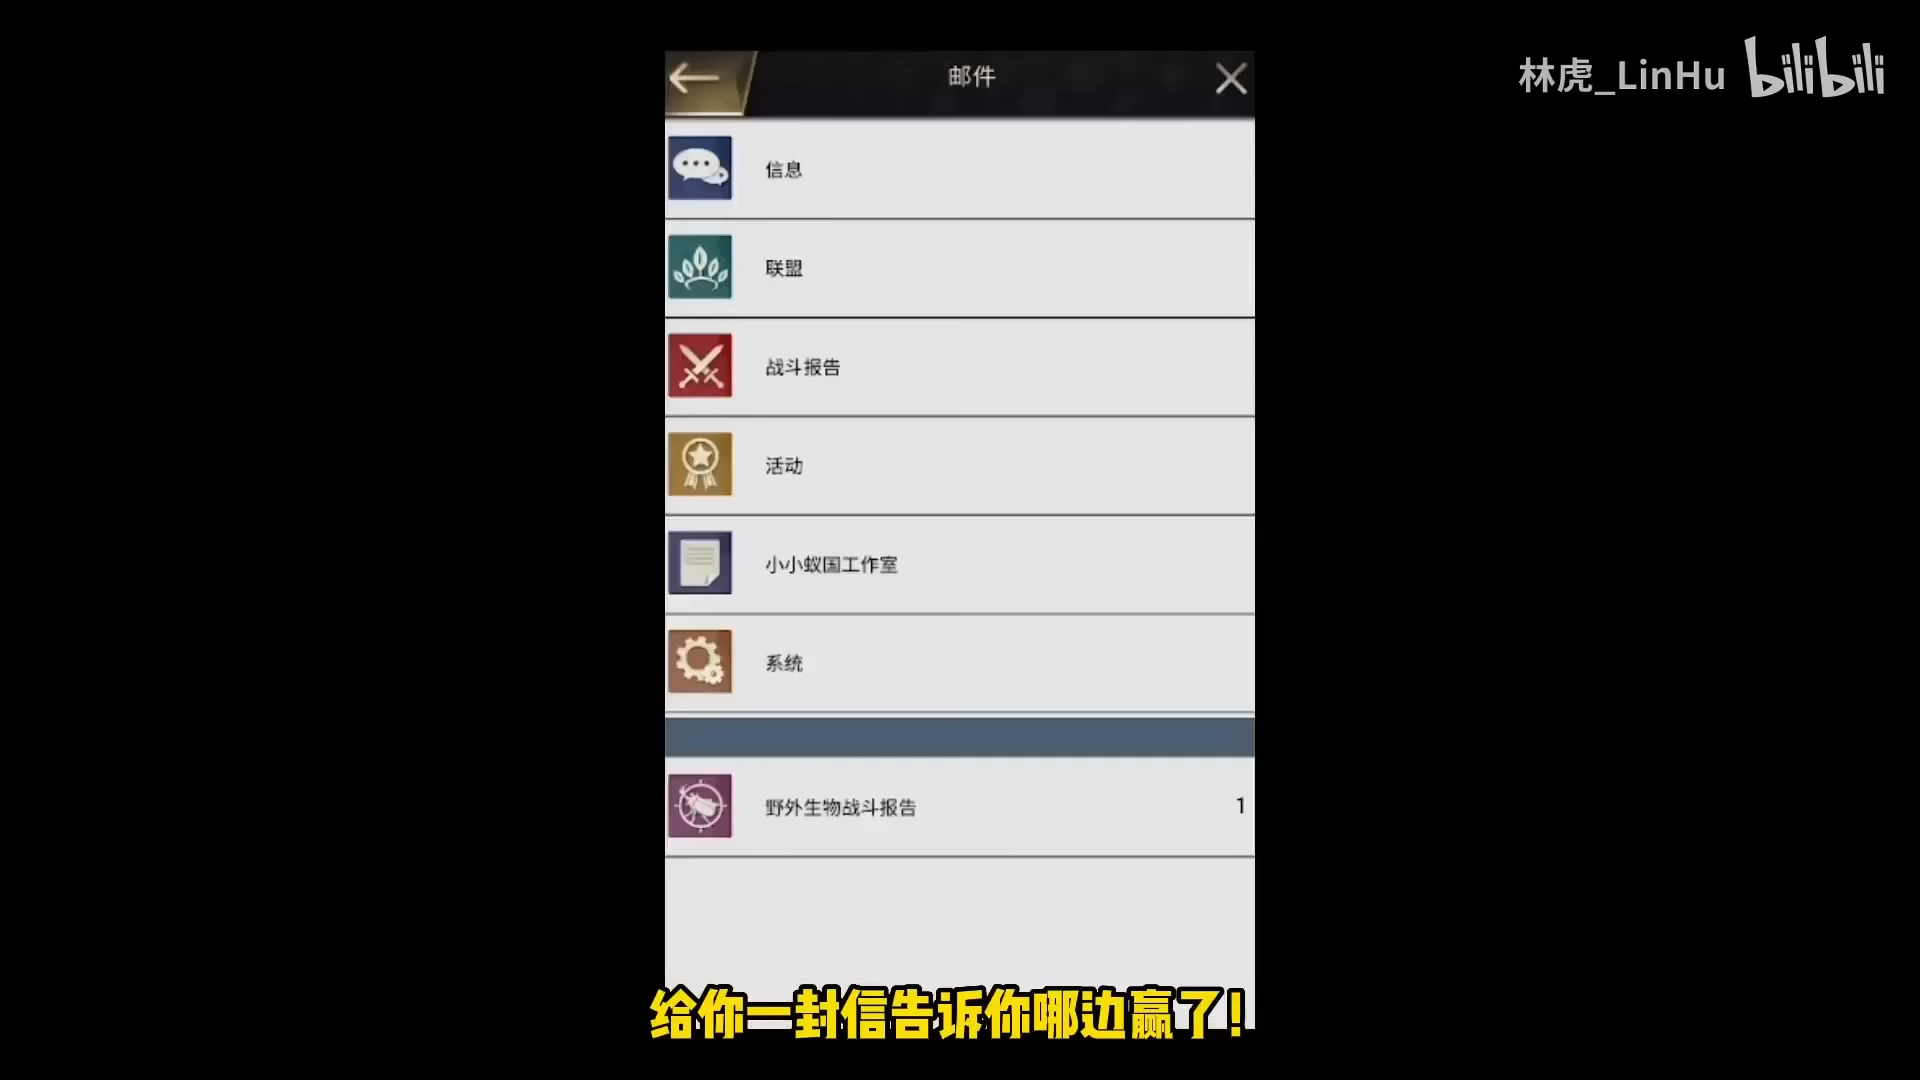 邮件
林虎_LinHu bilibili
信息
联盟
战斗报告
活动
小小蚁国工作室
系统
野外生物战斗报告 1
给你一封信告诉你哪边赢了!